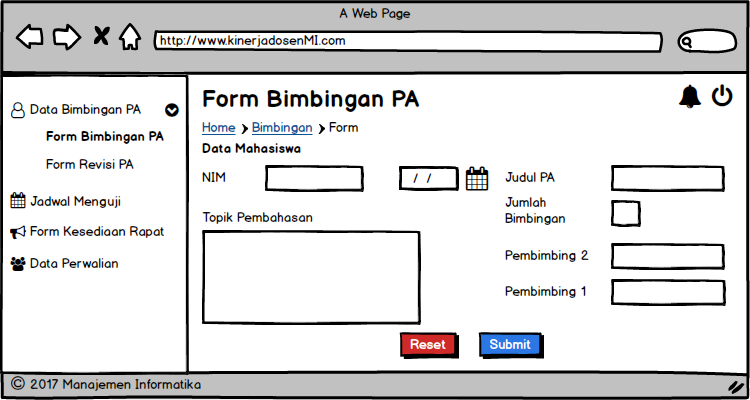 A Web Page
http://www.kinerjadosenMI.com
Data Bimbingan PA
Form Bimbingan PA
Form Revisi PA
Jadwal Menguji
Form Kesediaan Rapat
Data Perwalian
Form Bimbingan PA
Home Bimbingan Form
Data Mahasiswa
NIM
/ /
Topik Pembahasan
Judul PA
Jumlah
Bimbingan
Pembimbing 2
Pembimbing 1
Reset Submit
© 2017 Manajemen Informatika